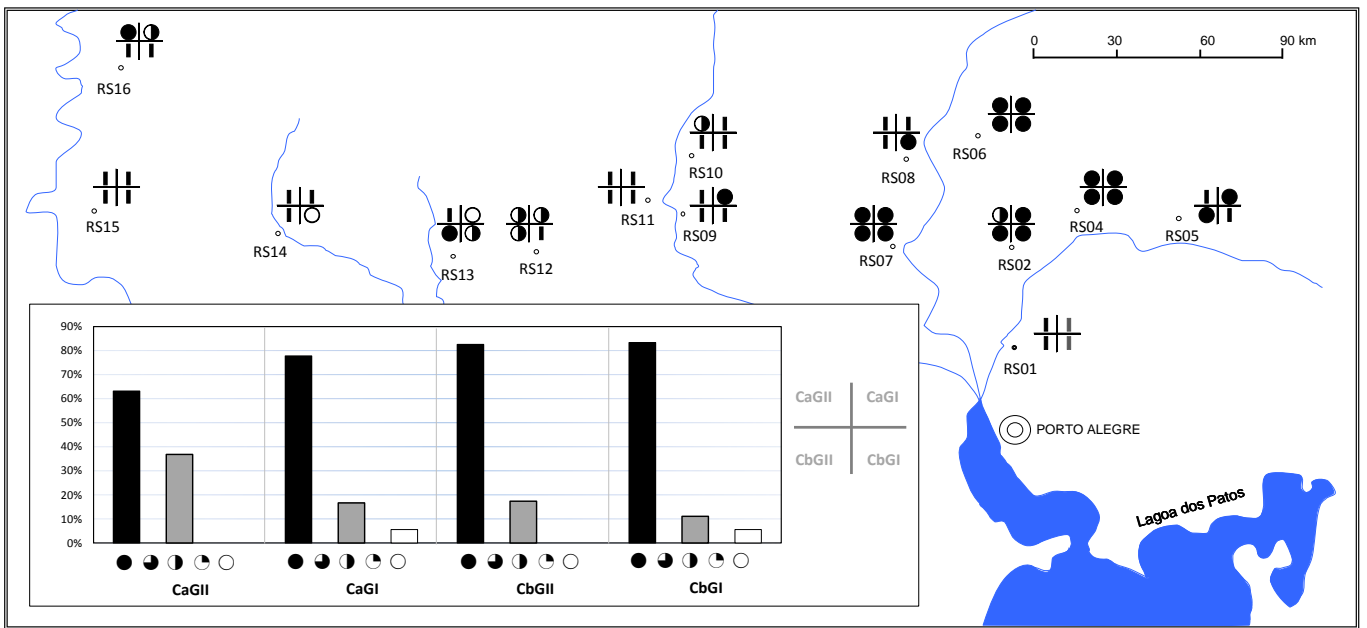 0 30 60 90 km
RS16
RS06
RS10
RS08
RS15
RS11
RS04
RS14
RS09
RS05
RS13
RS12
RS07
RS02
RS01
90%
80%
70%
60%
50%
40%
30%
20%
10%
0%
CaGII CaGI CbGII CbGI
CaGII CaGI
CbGII CbGI
PORTO ALEGRE
Lagoa dos Patos